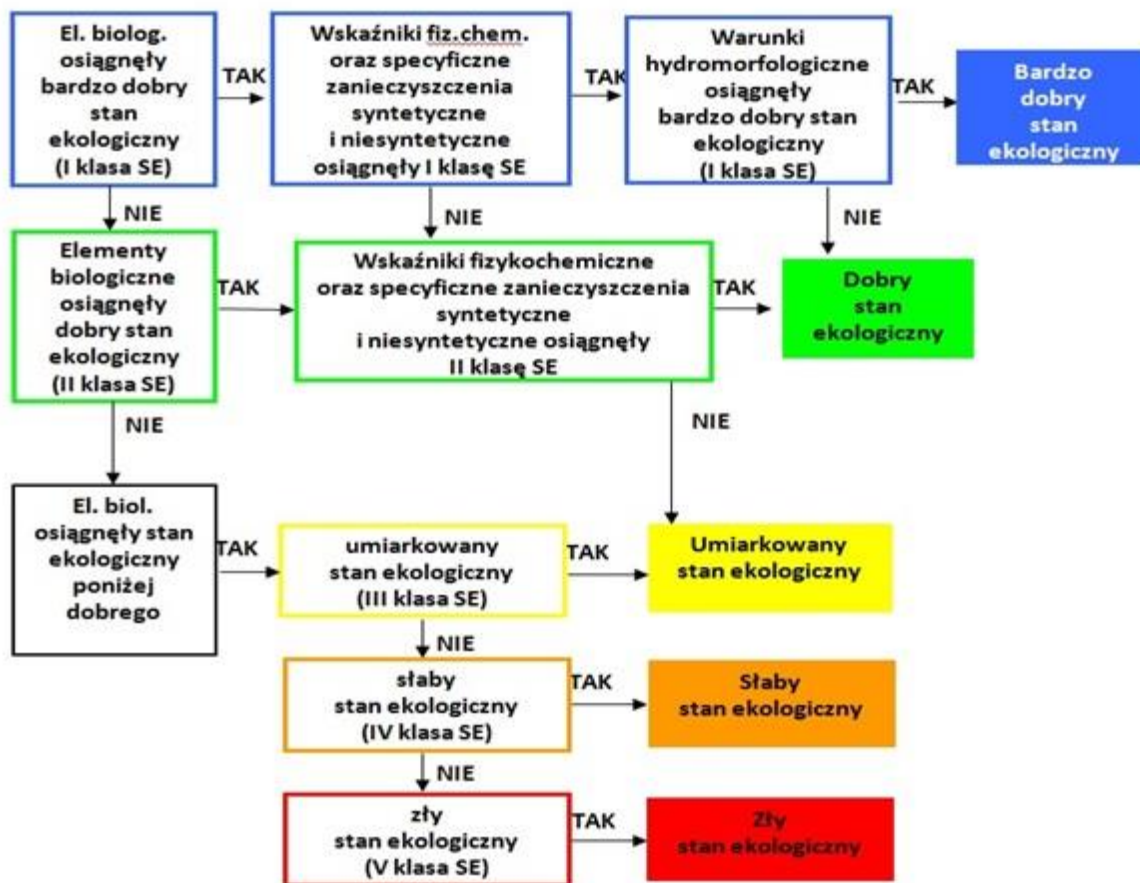 El. biolog.
osiągnęły
bardzo dobry
stan
ekologiczny
(I klasa SE)
TAK
Wskaźniki fiz.chem.
oraz specyficzne
zanieczyszczenia
syntetyczne
i niesyntetyczne
osiągnęły I klasę SE
TAK
Warunki
hydromorfologiczne
osiągnęły
bardzo dobry stan
ekologiczny
(I klasa SE)
TAK
Bardzo
dobry
stan
ekologiczny
NIE
NIE
NIE
Elementy
biologiczne
osiągnęły
dobry stan
ekologiczny
(II klasa SE)
TAK
Wskaźniki fizykochemiczne
oraz specyficzne zanieczyszczenia
syntetyczne
i niesyntetyczne osiągnęły
II klasę SE
TAK
Dobry
stan
ekologiczny
NIE
NIE
El. biol.
osiągnęły stan
ekologiczny
poniżej
dobrego
TAK
umiarkowany
stan ekologiczny
(III klasa SE)
TAK
Umiarkowany
stan ekologiczny
NIE
słaby
stan ekologiczny
(IV klasa SE)
TAK
Słaby
stan ekologiczny
NIE
zły
stan ekologiczny
(V klasa SE)
TAK
Zły
stan ekologiczny